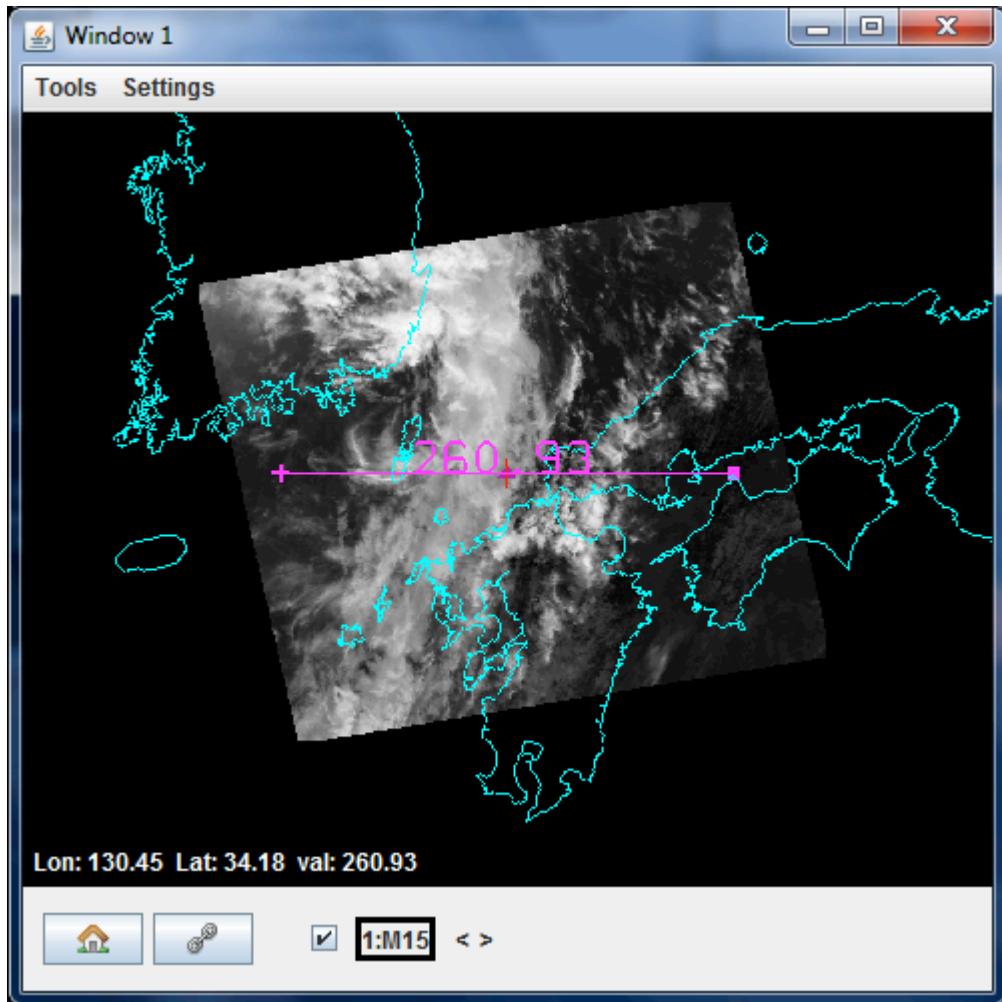 Window 1
Tools Settings
260.93
Lon: 130.45 Lat: 34.18 val: 260.93
1:M15 < >